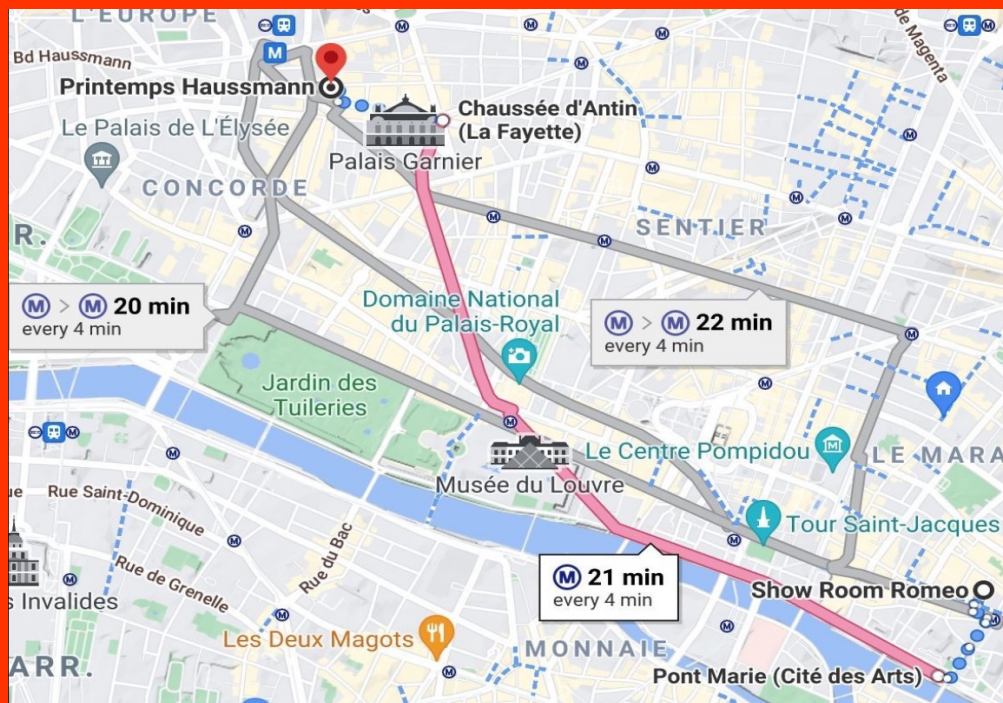 L'EUROPE
de Magenta
Bd Haussmann
M
Printemps Haussmann
Chaussée d'Antin
(La Fayette)
Le Palais de L'Élysée
Palais Garnier
CONCORDE
SENTIER
R.
M > M 20 min
every 4 min
Domaine National
du Palais-Royal
M > M 22 min
every 4 min
Jardin des
Tuileries
Le Centre Pompidou
LE MARA
Musée du Louvre
Rue Saint-Dominique
Tour Saint-Jacques
Rue du Bac
M 21 min
every 4 min
Rue de Grenelle
Show Room Romeo
s Invalides
Les Deux Magots
MONNAIE
ARR.
Pont Marie (Cité des Arts)